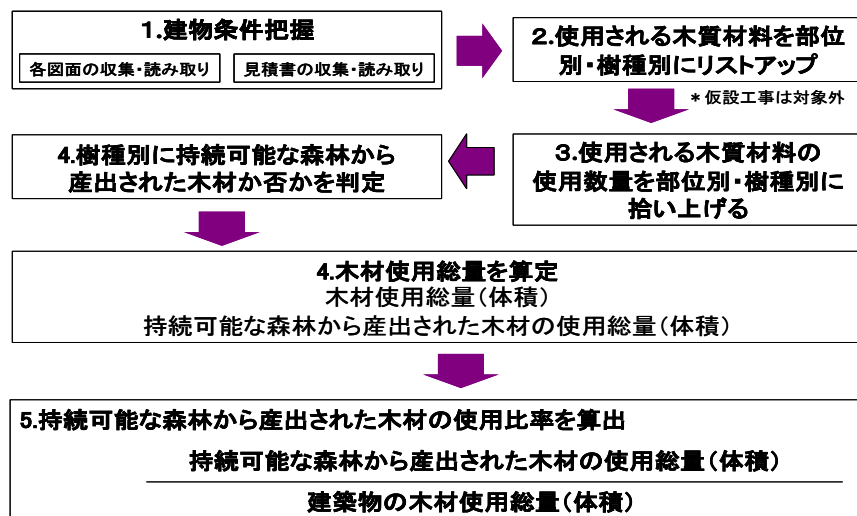 1.建物条件把握
各図面の収集・読み取り
見積書の収集・読み取り
2.使用される木質材料を部位
別・樹種別にリストアップ
*仮設工事は対象外
3.使用される木質材料の
使用数量を部位別・樹種別に
拾い上げる
4.樹種別に持続可能な森林から
産出された木材か否かを判定
4.木材使用総量を算定
木材使用総量(体積)
持続可能な森林から産出された木材の使用総量(体積)
5.持続可能な森林から産出された木材の使用比率を算出
持続可能な森林から産出された木材の使用総量(体積)
建築物の木材使用総量(体積)